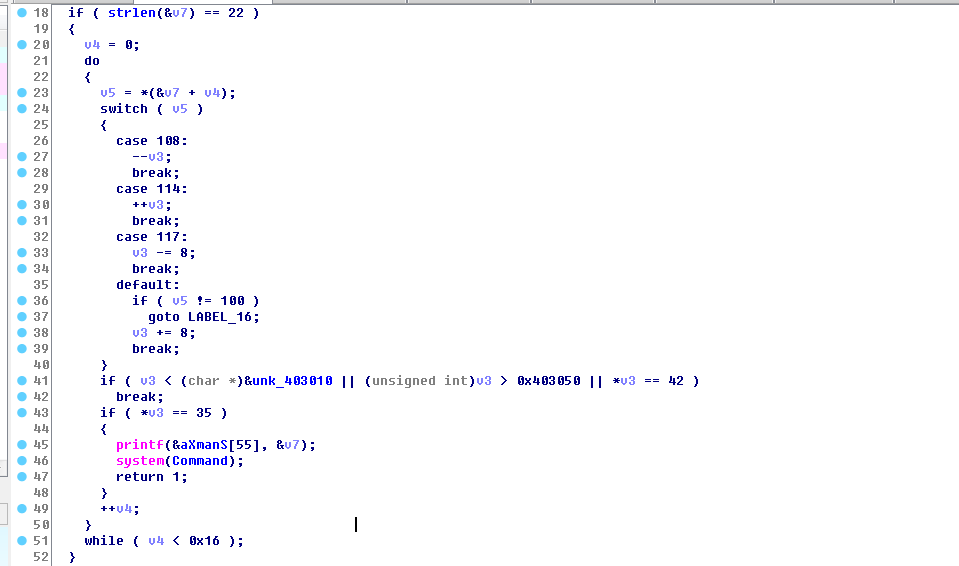 18 if ( strlen(&v7) == 22 )
19 {
20 v4 = 0;
21 do
22 {
23 v5 = *(&v7 + v4);
24 switch ( v5 )
25 {
26 case 108:
27 --v3;
28 break;
29 case 114:
30 ++v3;
31 break;
32 case 117:
33 v3 -= 8;
34 break;
35 default:
36 if ( v5 != 100 )
37 goto LABEL_16;
38 v3 += 8;
39 break;
40 }
41 if ( v3 < (char *)&unk_403010 || (unsigned int)v3 > 0x403050 || *v3 == 42 )
42 break;
43 if ( *v3 == 35 )
44 {
45 printf(&aXmanS[55], &v7);
46 system(Command);
47 return 1;
48 }
49 ++v4;
50 }
51 while ( v4 < 0x16 );
52 }